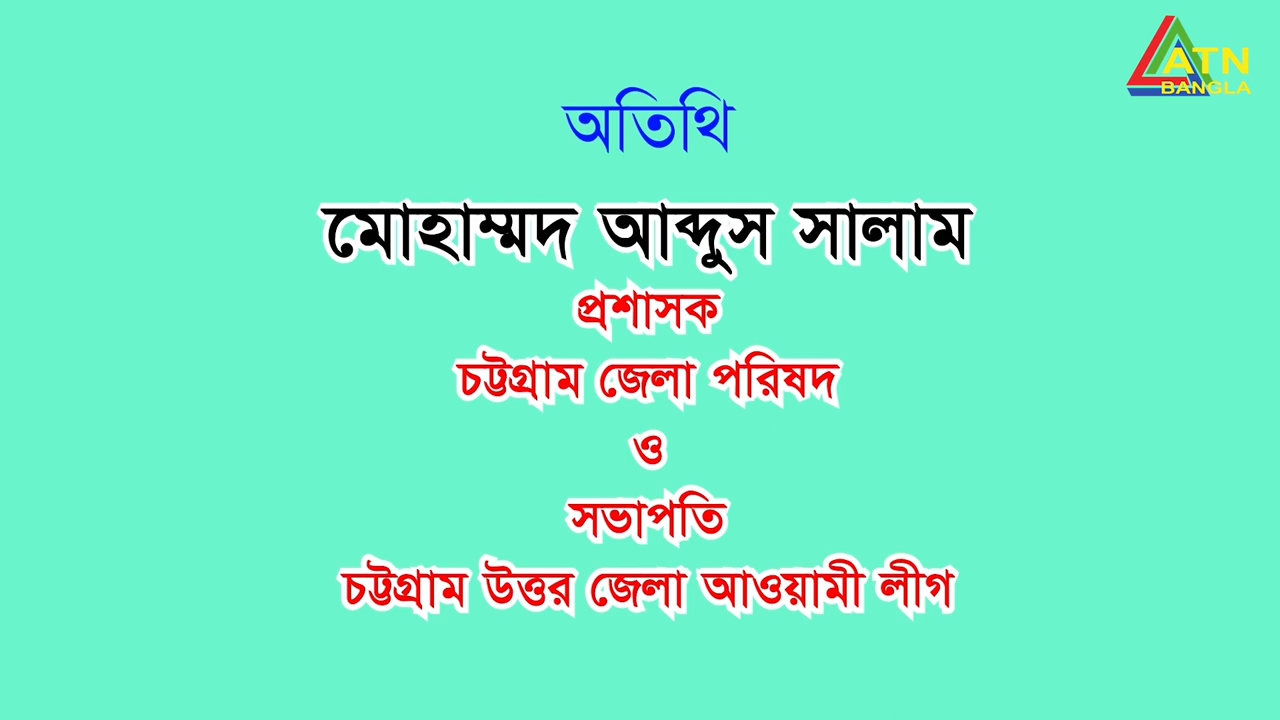 ATN
BANGLA
অতিথি
মোহাম্মদ আব্দুস সালাম
প্রশাসক
চট্টগ্রাম জেলা পরিষদ
ও
সভাপতি
চট্টগ্রাম উত্তর জেলা আওয়ামী লীগ